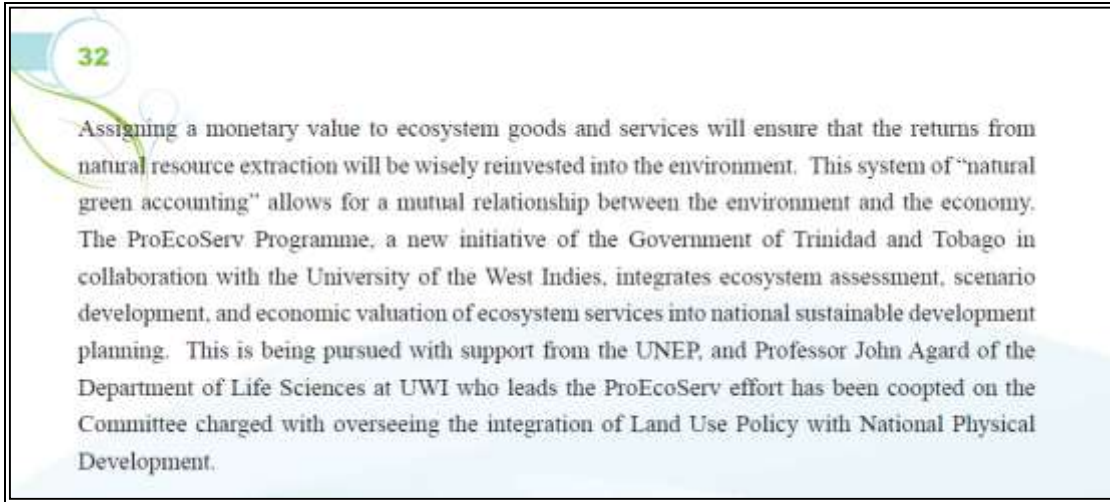 32
Assigning a monetary value to ecosystem goods and services will ensure that the returns from
natural resource extraction will be wisely reinvested into the environment. This system of “natural
green accounting“ allows for a mutual relationship between the environment and the economy.
The ProEcoServ Programme, a new initiative of the Government of Trinidad and Tobago in
collaboration with the University of the West Indies, integrates ecosystem assessment, scenario
development, and economic valuation of ecosystem services into national sustainable development
planning. This is being pursued with support from the UNEP, and Professor John Agard of the
Department of Life Sciences at UWI who leads the ProEcoServ effort has been coopted on the
Committee charged with overseeing the integration of Land Use Policy with National Physical
Development.